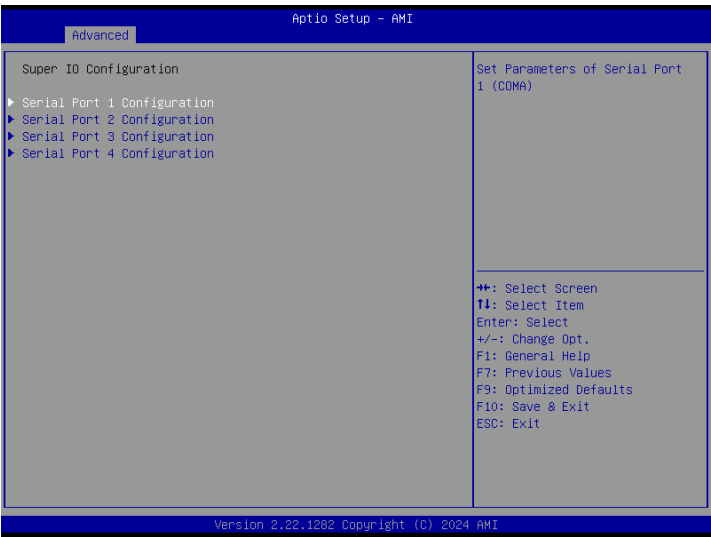 Aptio Setup - AMI
Advanced
Super IO Configuration
Serial Port 1 Configuration
Serial Port 2 Configuration
Serial Port 3 Configuration
Serial Port 4 Configuration
Set Parameters of Serial Port
1 (COMA)
→←: Select Screen
↑↓: Select Item
Enter: Select
+/-: Change Opt.
F1: General Help
F7: Previous Values
F9: Optimized Defaults
F10: Save & Exit
ESC: Exit
Version 2.22.1282 Copyright (C) 2024 AMI